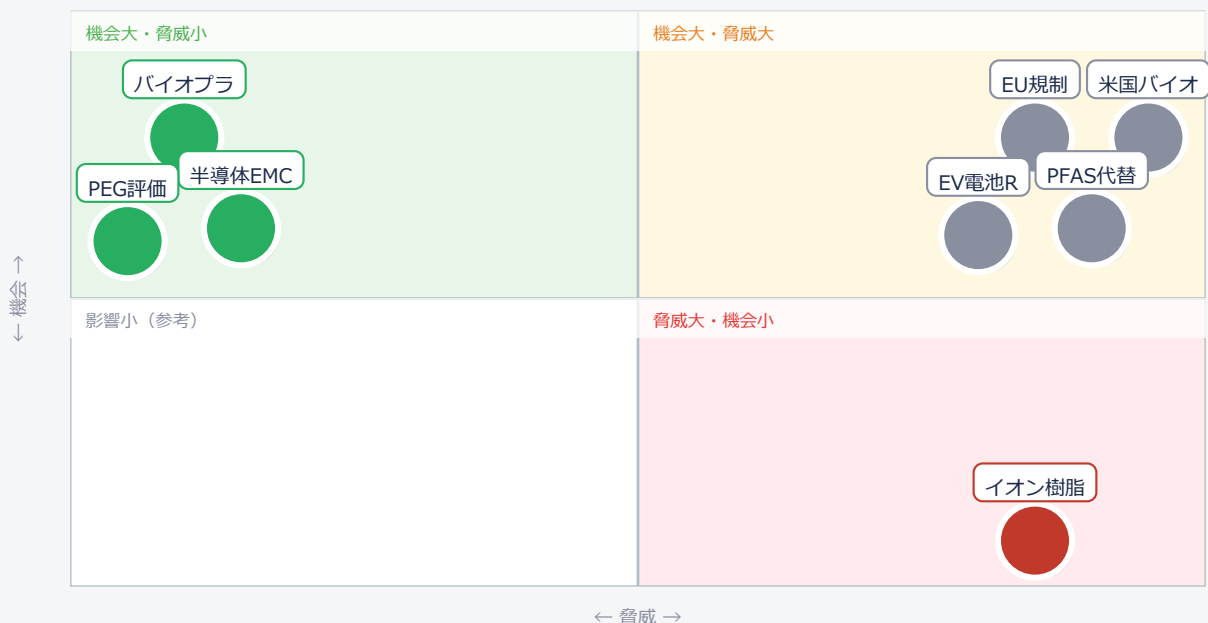 機会大・脅威小
機会大・脅威大
バイオプラ
EU規制
米国バイオ
PEG評価
半導体EMC
EV電池R
PFAS代替
← 機会 →
影響小（参考）
脅威大・機会小
イオン樹脂
← 脅威 →